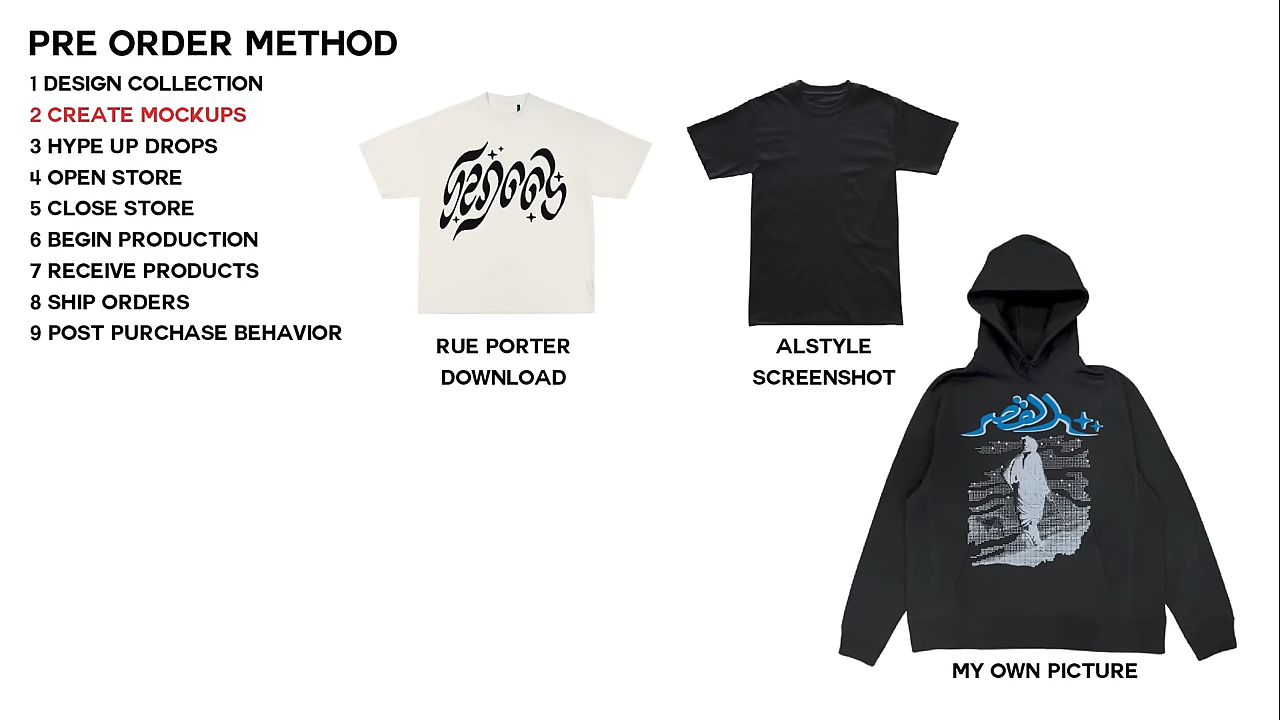 PRE ORDER METHOD
1 DESIGN COLLECTION
2 CREATE MOCKUPS
3 HYPE UP DROPS
4 OPEN STORE
5 CLOSE STORE
6 BEGIN PRODUCTION
7 RECEIVE PRODUCTS
8 SHIP ORDERS
9 POST PURCHASE BEHAVIOR
RUE PORTER
DOWNLOAD
ALSTYLE
SCREENSHOT
MY OWN PICTURE